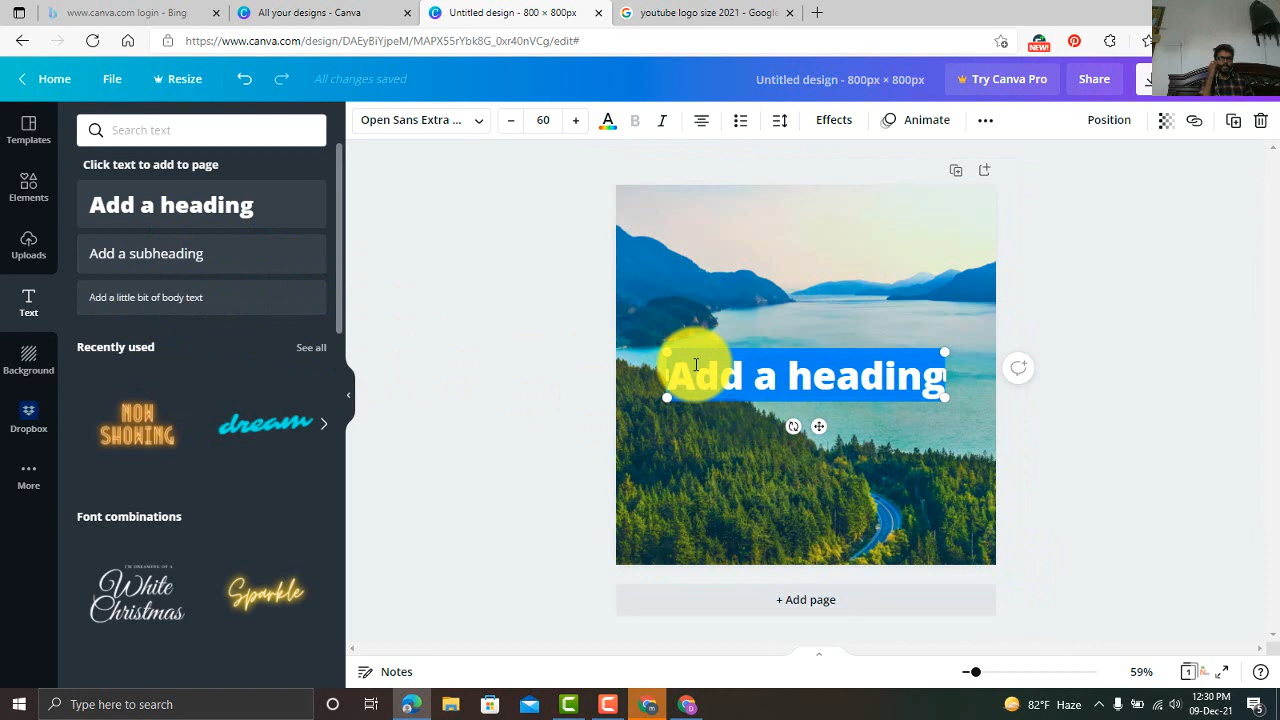 www.canva.com login - Bing
All your designs - Canva
Untitled design - 800 × 800px
youtube logo size 2021 - Google
https://www.canva.com/design/DAEyBiYjpeM/MAPX55rYbk8G_0xr40nVCg/edit#
NEW!
Home
File
Resize
All changes saved
Untitled design - 800px × 800px
Try Canva Pro
Share
Templates
Elements
Uploads
Text
Background
Dropbox
More
Search text
Click text to add to page
Add a heading
Add a subheading
Add a little bit of body text
Recently used
See all
NOW
SHOWING
dream
Font combinations
I'M DREAMING OF A
White
Christmas
Sparkle
Open Sans Extra ...
60
A
B
I
Effects
Animate
Position
Add a heading
+ Add page
Notes
59%
1
Type here to search
82°F Haze
12:30 PM
09-Dec-21